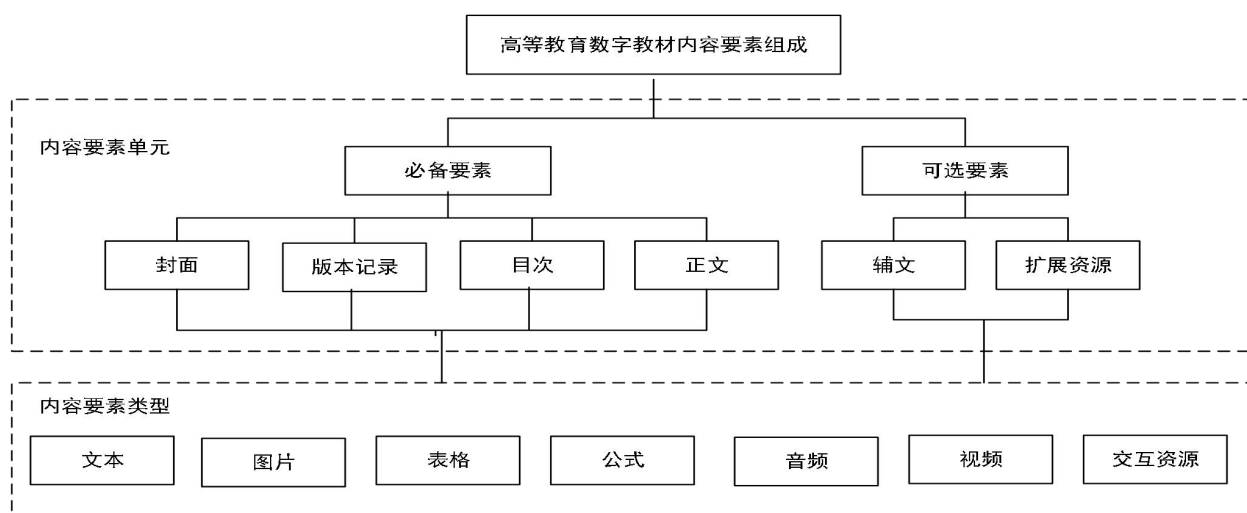 高等教育数字教材内容要素组成
内容要素单元
必备要素
可选要素
封面
版本记录
目次
正文
辅文
扩展资源
内容要素类型
文本
图片
表格
公式
音频
视频
交互资源